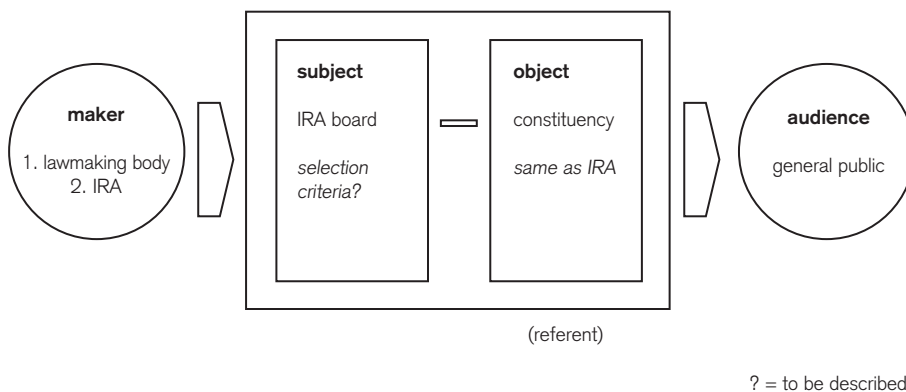 maker
1. lawmaking body
2. IRA
subject
IRA board
selection
criteria?
object
constituency
same as IRA
audience
general public
(referent)
? = to be described